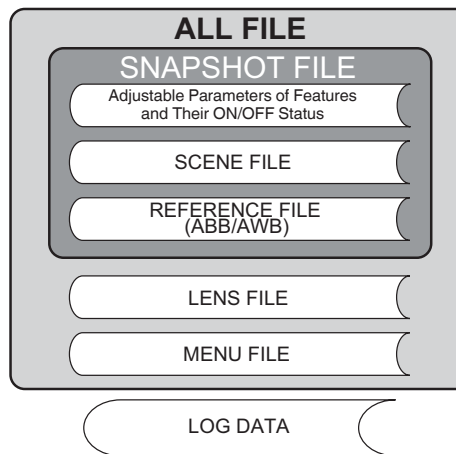 ALL FILE
SNAPSHOT FILE
Adjustable Parameters of Features
and Their ON/OFF Status
SCENE FILE
REFERENCE FILE
(ABB/AWB)
LENS FILE
MENU FILE
LOG DATA